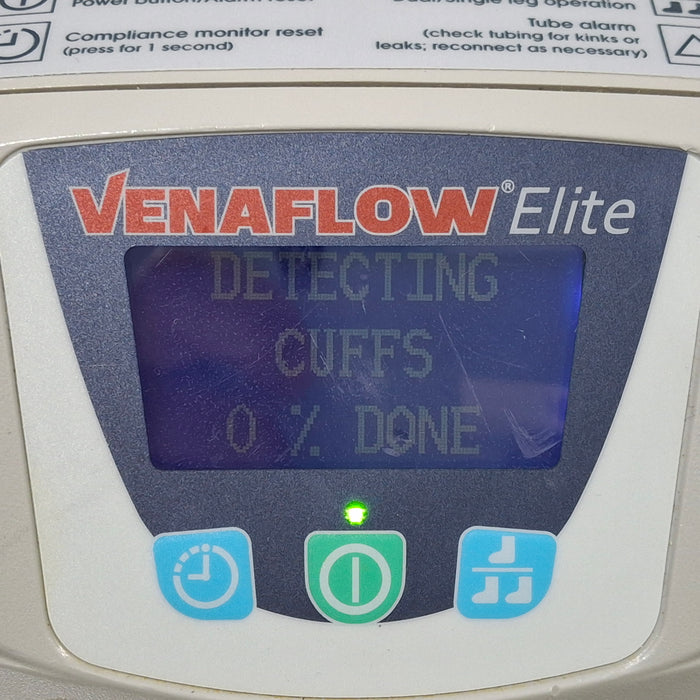 Power button/Alarm reset
Dual/Single leg operation
Compliance monitor reset
(press for 1 second)
Tube alarm
(check tubing for kinks or
leaks; reconnect as necessary)
VENAFLOW® Elite
DETECTING
CUFFS
0 % DONE